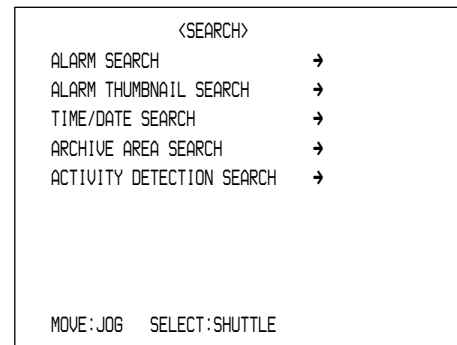 <SEARCH>
ALARM SEARCH →
ALARM THUMBNAIL SEARCH →
TIME/DATE SEARCH →
ARCHIVE AREA SEARCH →
ACTIVITY DETECTION SEARCH →
MOVE:JOG SELECT:SHUTTLE